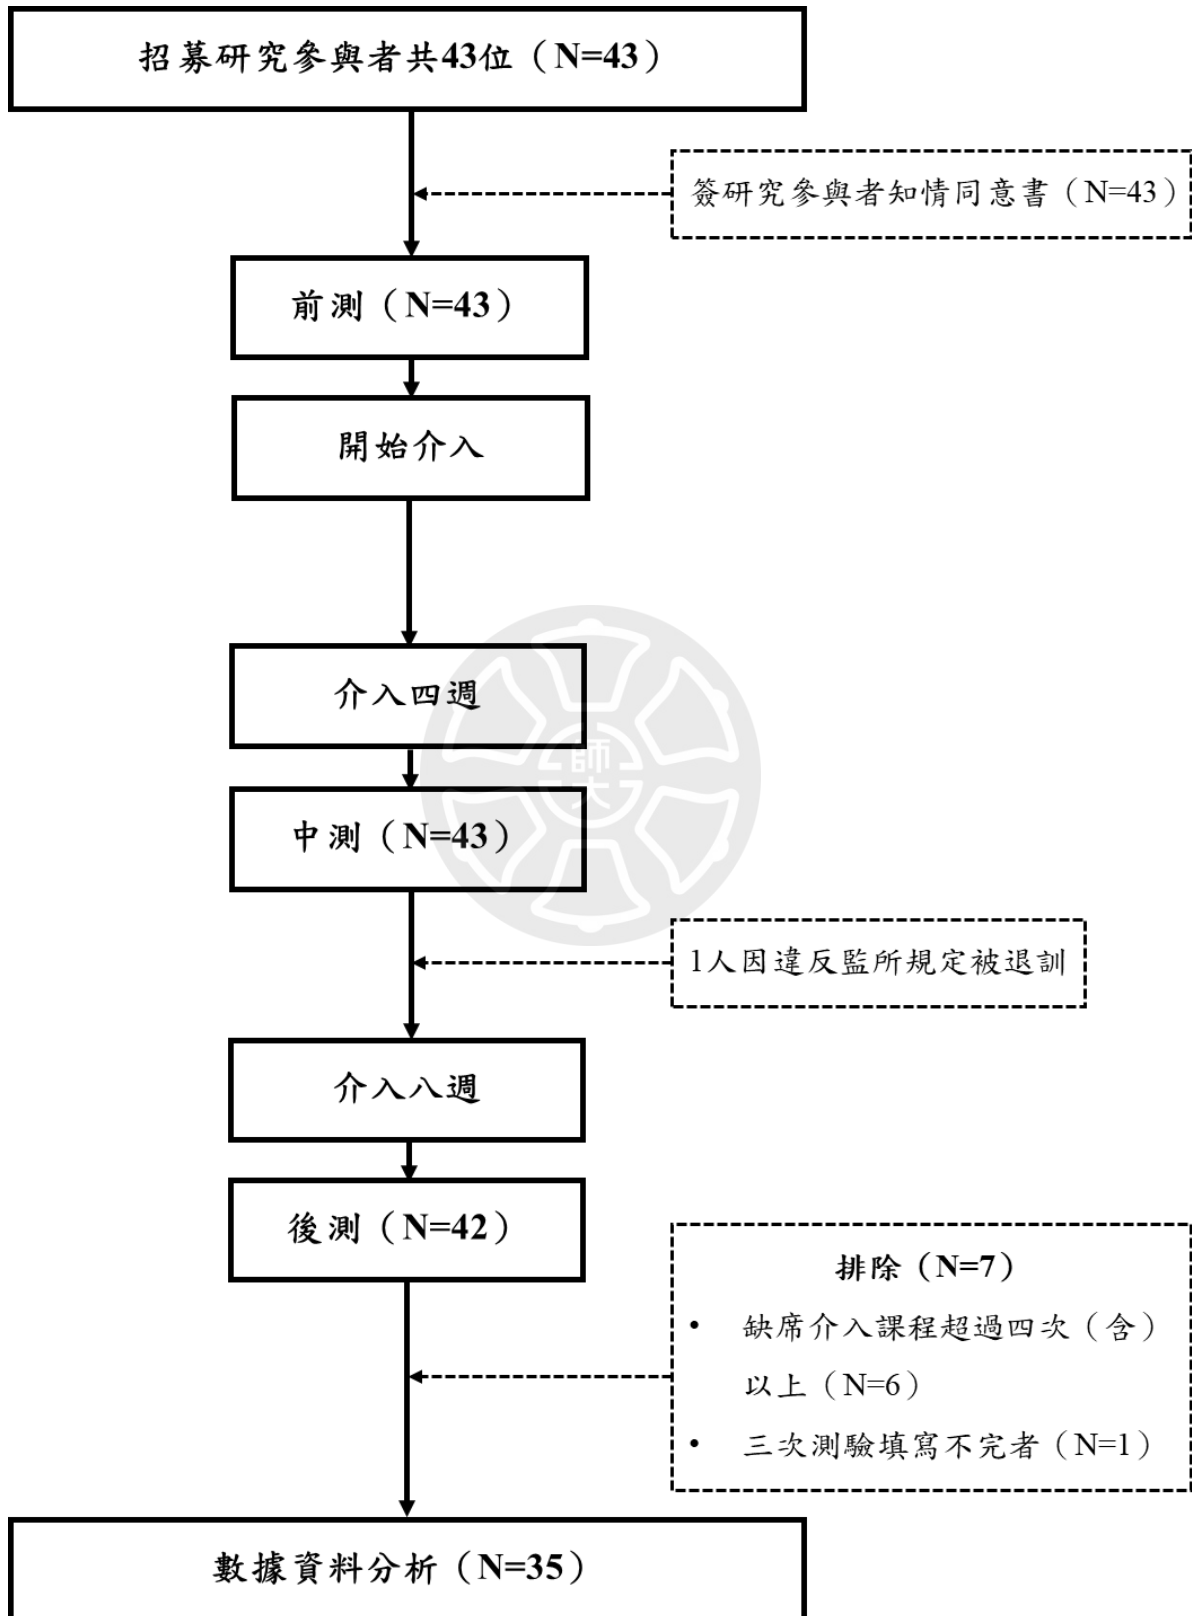 招募研究參與者共43位（N=43）
簽研究參與者知情同意書（N=43）
前測（N=43）
開始介入
介入四週
師
大
中測（N=43）
1人因違反監所規定被退訓
介入八週
後測（N=42）
排除（N=7）
• 缺席介入課程超過四次（含）
以上（N=6）
• 三次測驗填寫不完者（N=1）
數據資料分析（N=35）